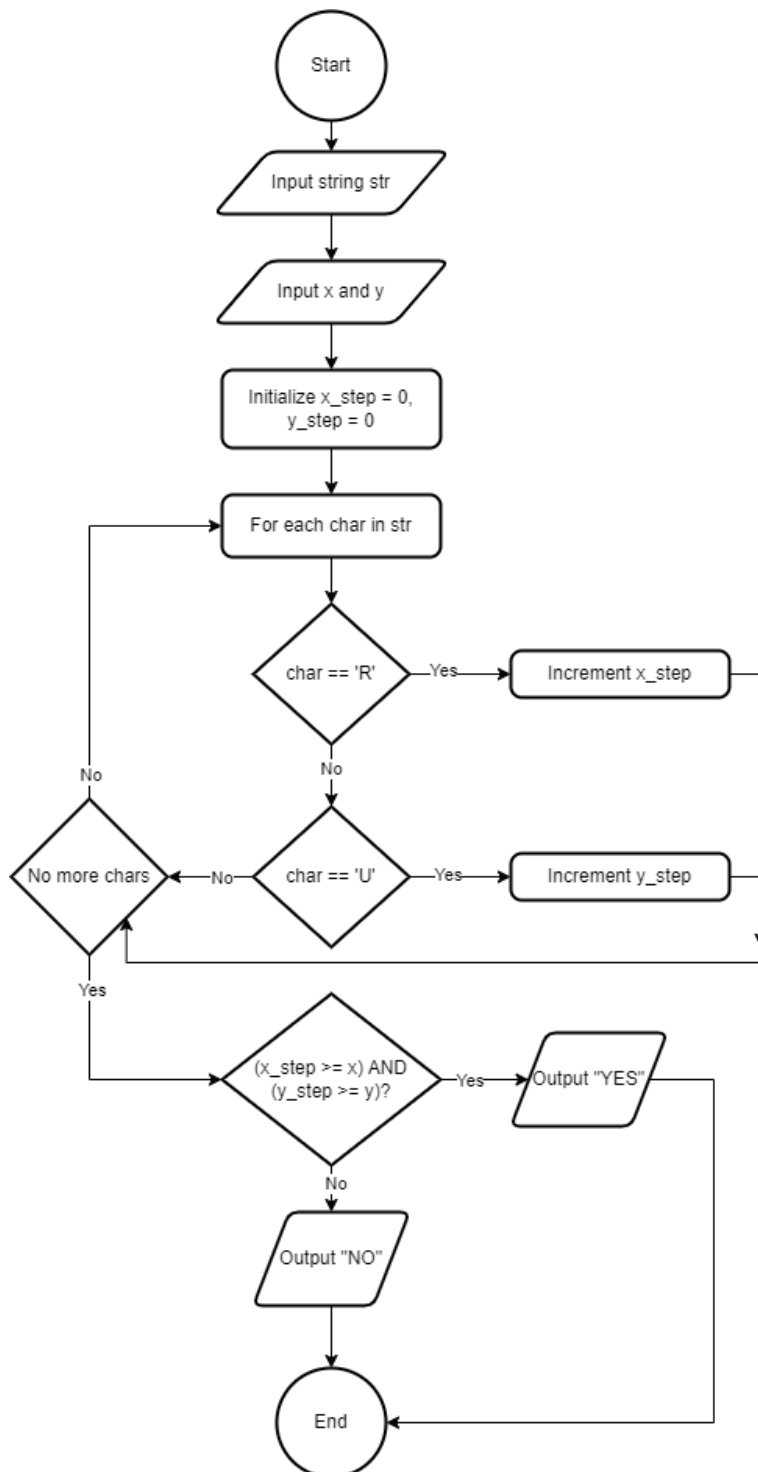 Start
Input string str
Input x and y
Initialize x_step = 0,
y_step = 0
For each char in str
char == 'R'
Yes
Increment x_step
No
No
No more chars
No
char == 'U'
Yes
Increment y_step
Yes
(x_step >= x) AND
(y_step >= y)?
Yes
Output "YES"
No
Output "NO"
End